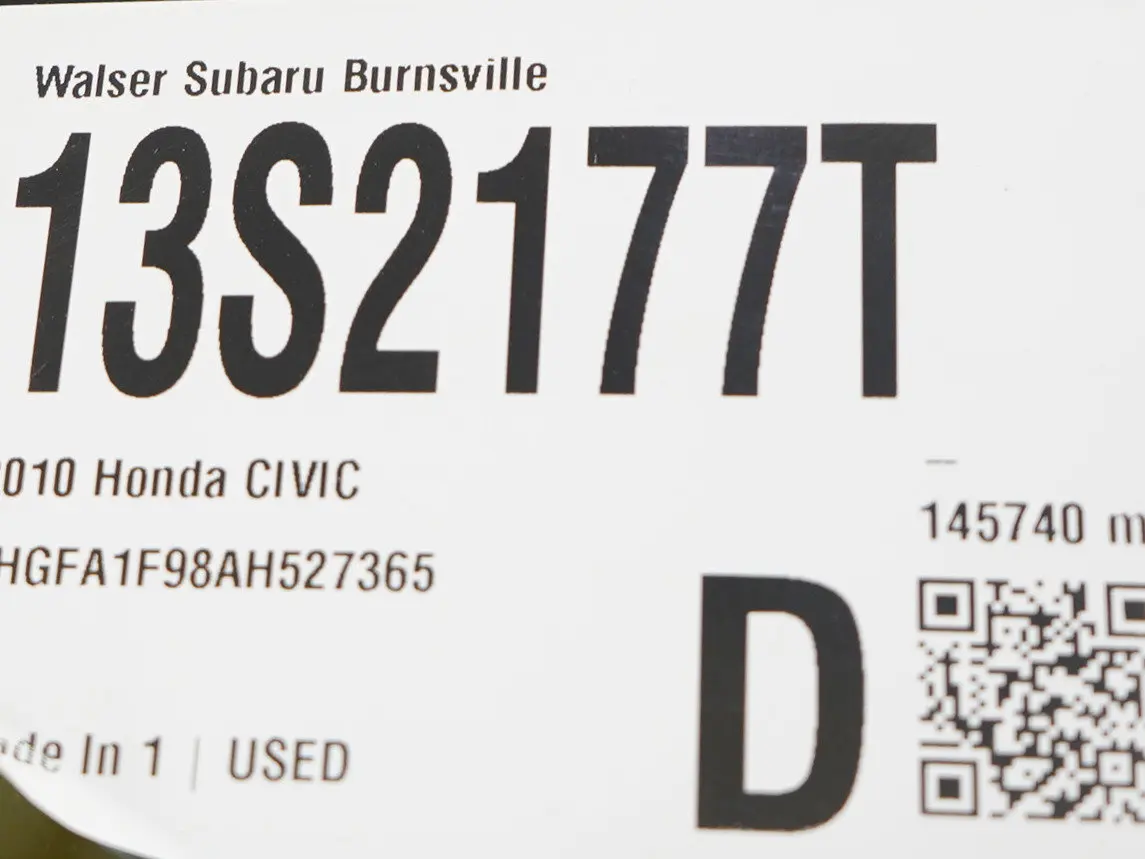 Walser Subaru Burnsville
13S2177T
010 Honda CIVIC
145740 m
HGFA1F98AH527365
D
de In 1 | USED